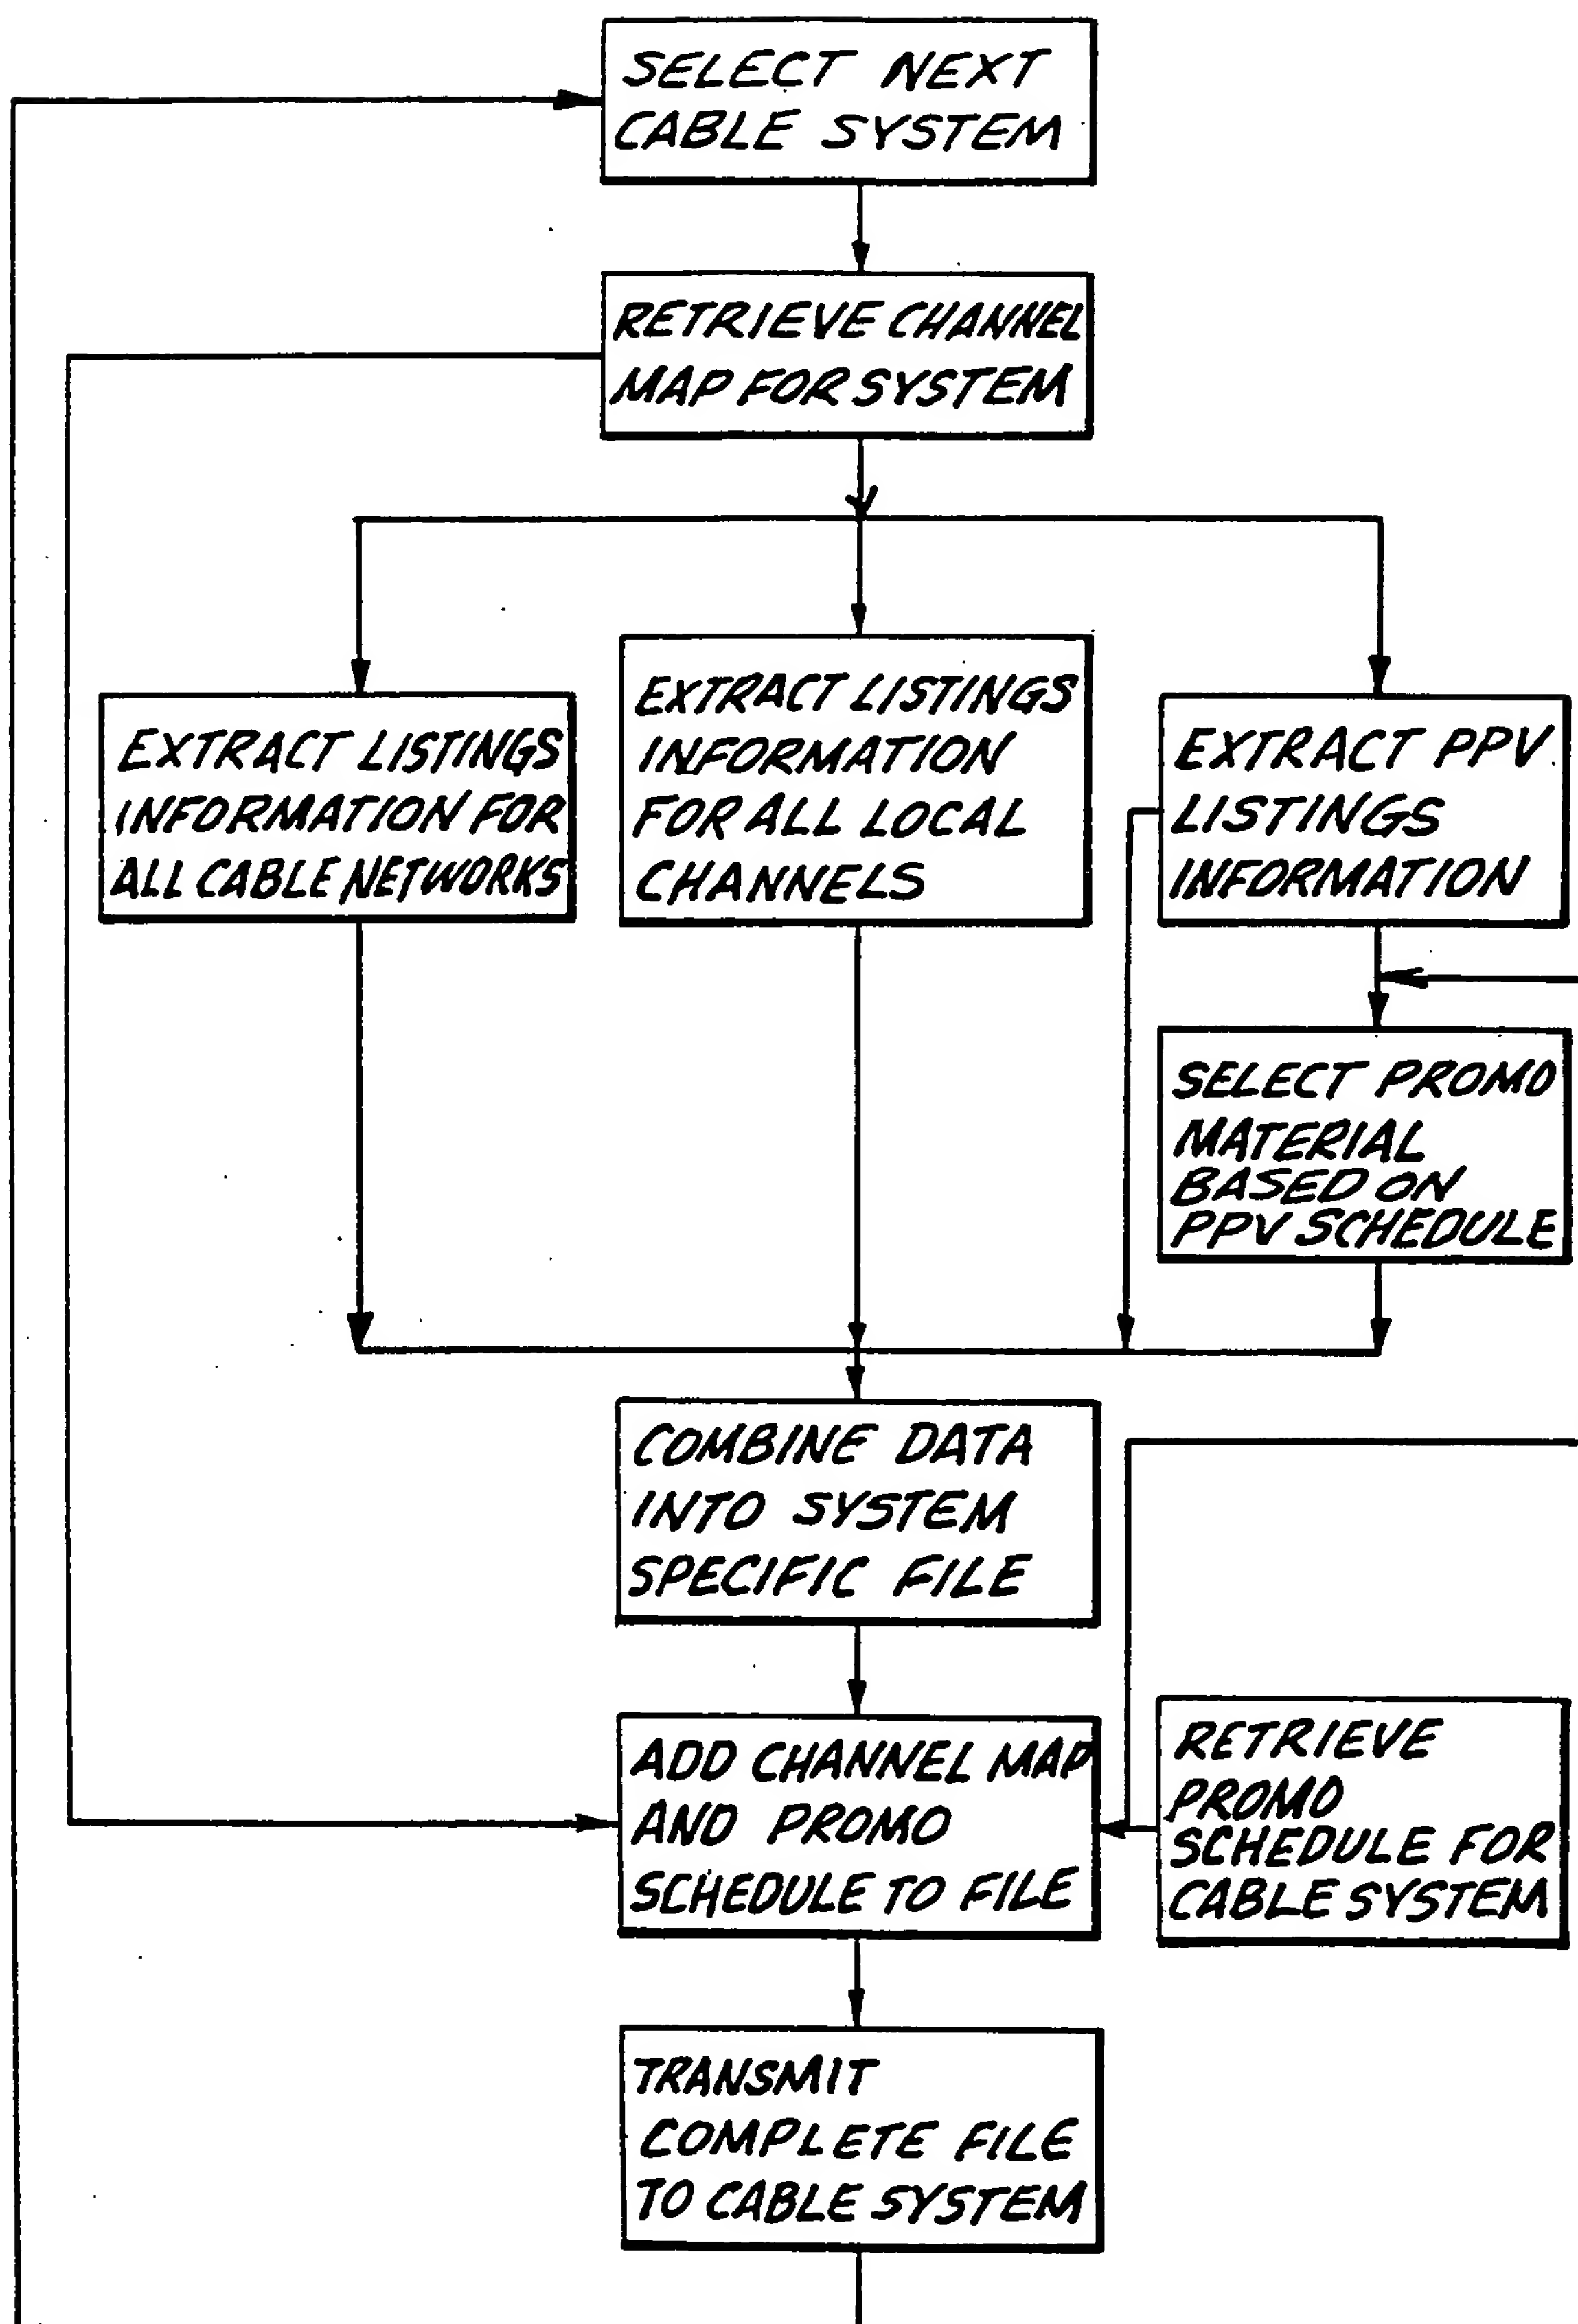 SELECT NEXT
CABLE SYSTEM
RETRIEVE CHANNEL
MAP FOR SYSTEM
EXTRACT LISTINGS
INFORMATION FOR
ALL CABLE NETWORKS
EXTRACT LISTINGS
INFORMATION
FOR ALL LOCAL
CHANNELS
EXTRACT PPV
LISTINGS
INFORMATION
SELECT PROMO
MATERIAL
BASED ON
PPV SCHEDULE
COMBINE DATA
INTO SYSTEM
SPECIFIC FILE
ADD CHANNEL MAP
AND PROMO
SCHEDULE TO FILE
RETRIEVE
PROMO
SCHEDULE FOR
CABLE SYSTEM
TRANSMIT
COMPLETE FILE
TO CABLE SYSTEM